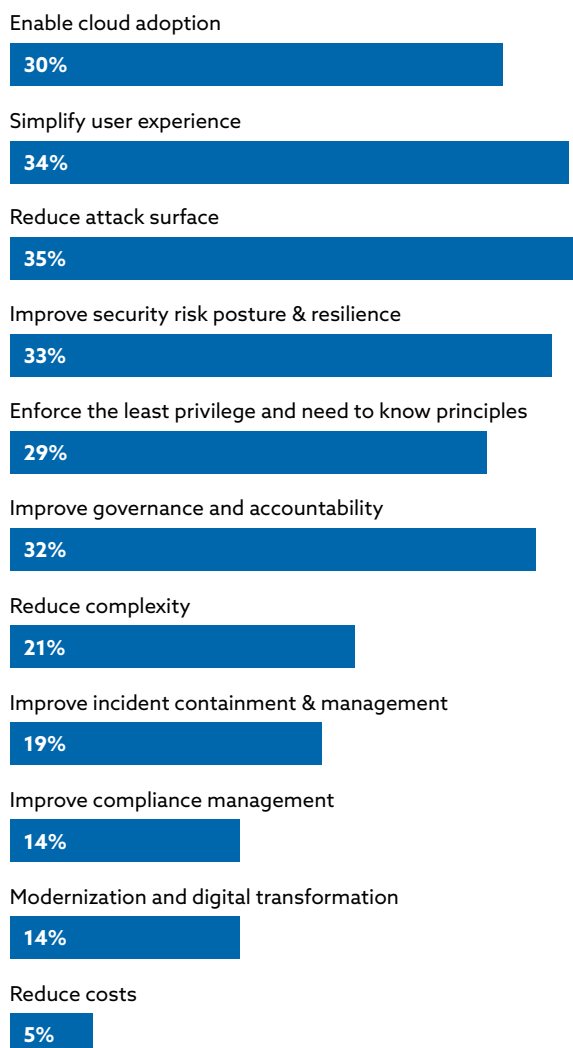 Enable cloud adoption
30%
Simplify user experience
34%
Reduce attack surface
35%
Improve security risk posture & resilience
33%
Enforce the least privilege and need to know principles
29%
Improve governance and accountability
32%
Reduce complexity
21%
Improve incident containment & management
19%
Improve compliance management
14%
Modernization and digital transformation
14%
Reduce costs
5%